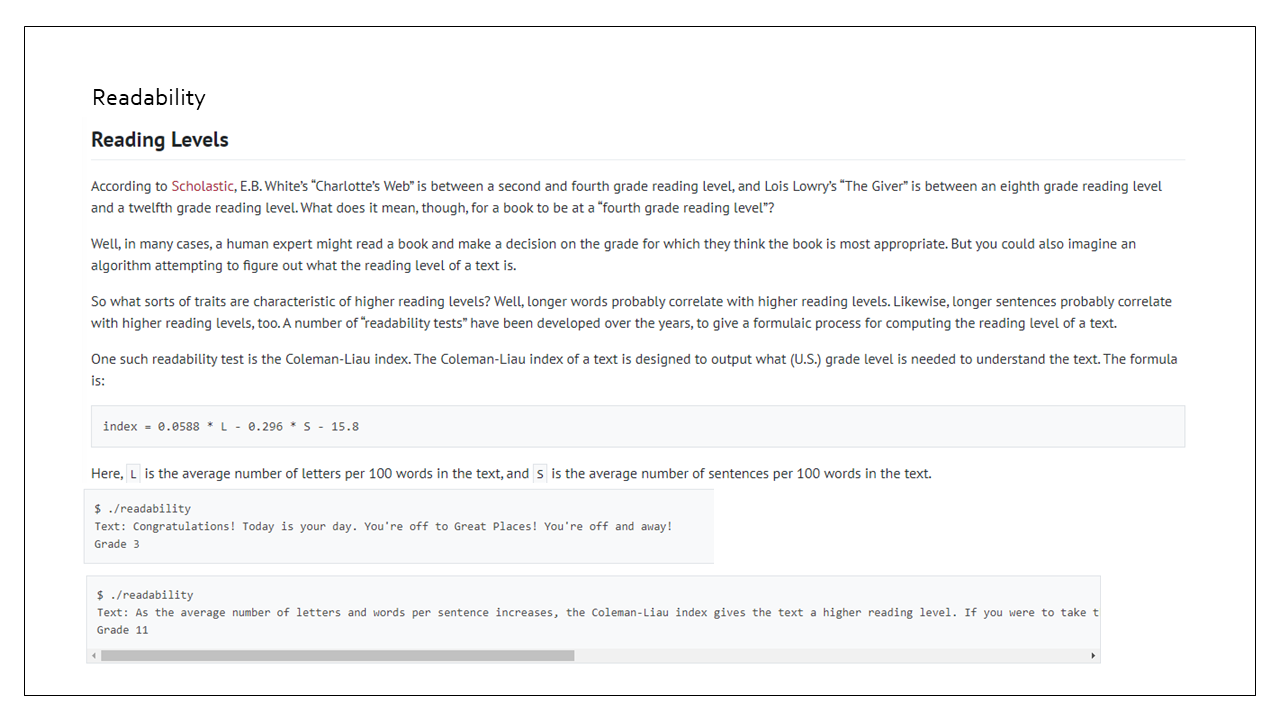 Readability
Reading Levels
According to Scholastic, E.B. White’s “Charlotte’s Web” is between a second and fourth grade reading level, and Lois Lowry’s “The Giver” is between an eighth grade reading level
and a twelfth grade reading level. What does it mean, though, for a book to be at a “fourth grade reading level”?
Well, in many cases, a human expert might read a book and make a decision on the grade for which they think the book is most appropriate. But you could also imagine an
algorithm attempting to figure out what the reading level of a text is.
So what sorts of traits are characteristic of higher reading levels? Well, longer words probably correlate with higher reading levels. Likewise, longer sentences probably correlate
with higher reading levels, too. A number of “readability tests” have been developed over the years, to give a formulaic process for computing the reading level of a text.
One such readability test is the Coleman-Liau index. The Coleman-Liau index of a text is designed to output what (U.S.) grade level is needed to understand the text. The formula
is:
index = 0.0588 * L - 0.296 * S - 15.8
Here, L is the average number of letters per 100 words in the text, and S is the average number of sentences per 100 words in the text.
$ ./readability
Text: Congratulations! Today is your day. You're off to Great Places! You're off and away!
Grade 3
$ ./readability
Text: As the average number of letters and words per sentence increases, the Coleman-Liau index gives the text a higher reading level. If you were to take t
Grade 11